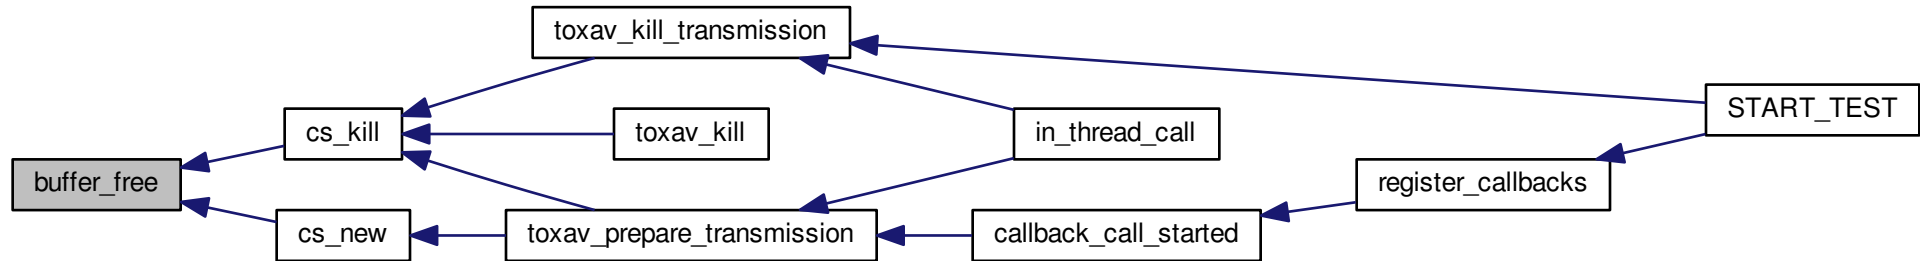 buffer_free
cs_kill
cs_new
toxav_kill_transmission
toxav_kill
toxav_prepare_transmission
in_thread_call
callback_call_started
register_callbacks
START_TEST